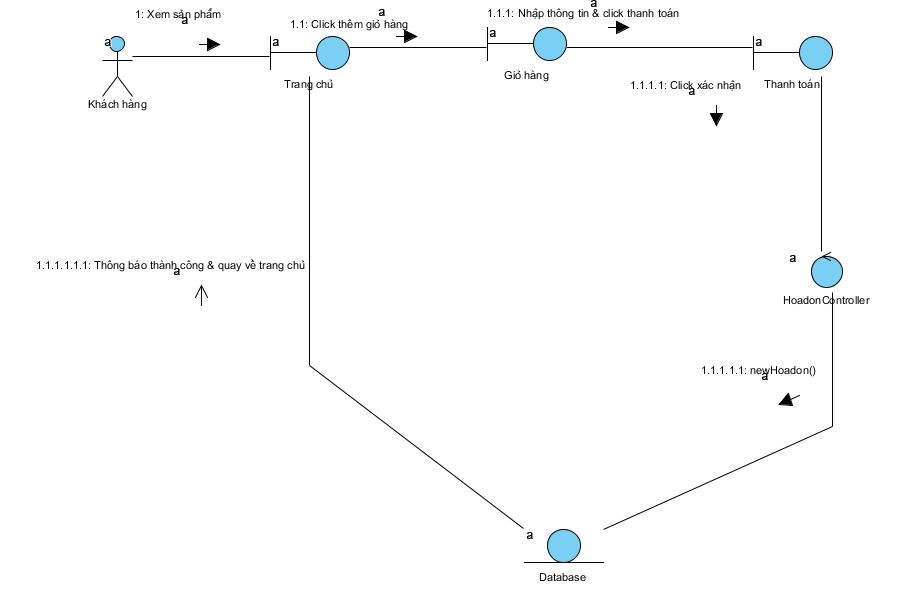 1: Xem sản phẩm
a
1.1: Click thêm giỏ hàng
a
1.1.1: Nhập thông tin & click thanh toán
a
a
a
a
a
Khách hàng
Trang chủ
Giỏ hàng
Thanh toán
1.1.1.1: Click xác nhận
a
a
HoadonController
1.1.1.1.1.1: Thông báo thành công & quay về trang chủ
a
1.1.1.1.1: newHoadon()
a
a
Database